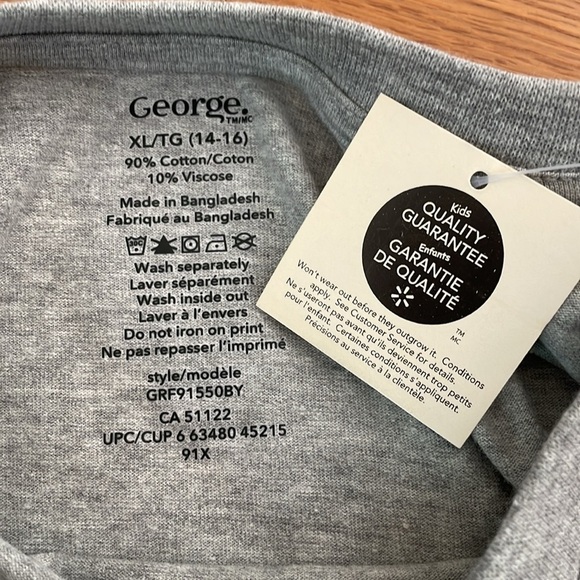 George.
TM/MC
XL/TG (14-16)
90% Cotton/Coton
10% Viscose
Made in Bangladesh
Fabriqué au Bangladesh
Wash separately
Laver séparément
Wash inside out
Laver à l'envers
Do not iron on print
Ne pas repasser l'imprimé
style/modèle
GRF91550BY
CA 51122
UPC/CUP 6 63480 45215
91X
Kids
QUALITY
GUARANTEE
Enfants
GARANTIE
DE QUALITÉ
TM
MC
Won't wear out before they outgrow it. Conditions
apply. See Customer Service for details.
Ne s'useront pas avant qu'ils deviennent trop petits
pour l'enfant. Certaines conditions s'appliquent.
Précisions au service à la clientèle.